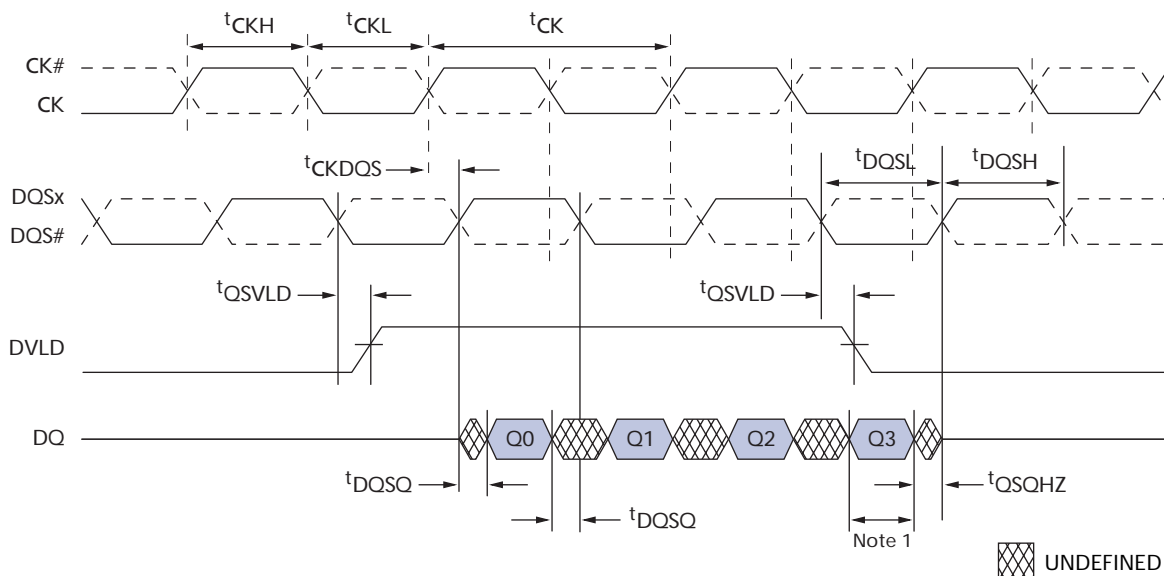 tCKH tCKL tCK
CK#
CK
tCKDQS tDQSL tDQSH
DQSx
DQS#
tQSVLD tQSVLD
DVLD
DQ Q0 Q1 Q2 Q3
tDQSQ tQSQHZ
tDQSQ
Note 1
UNDEFINED